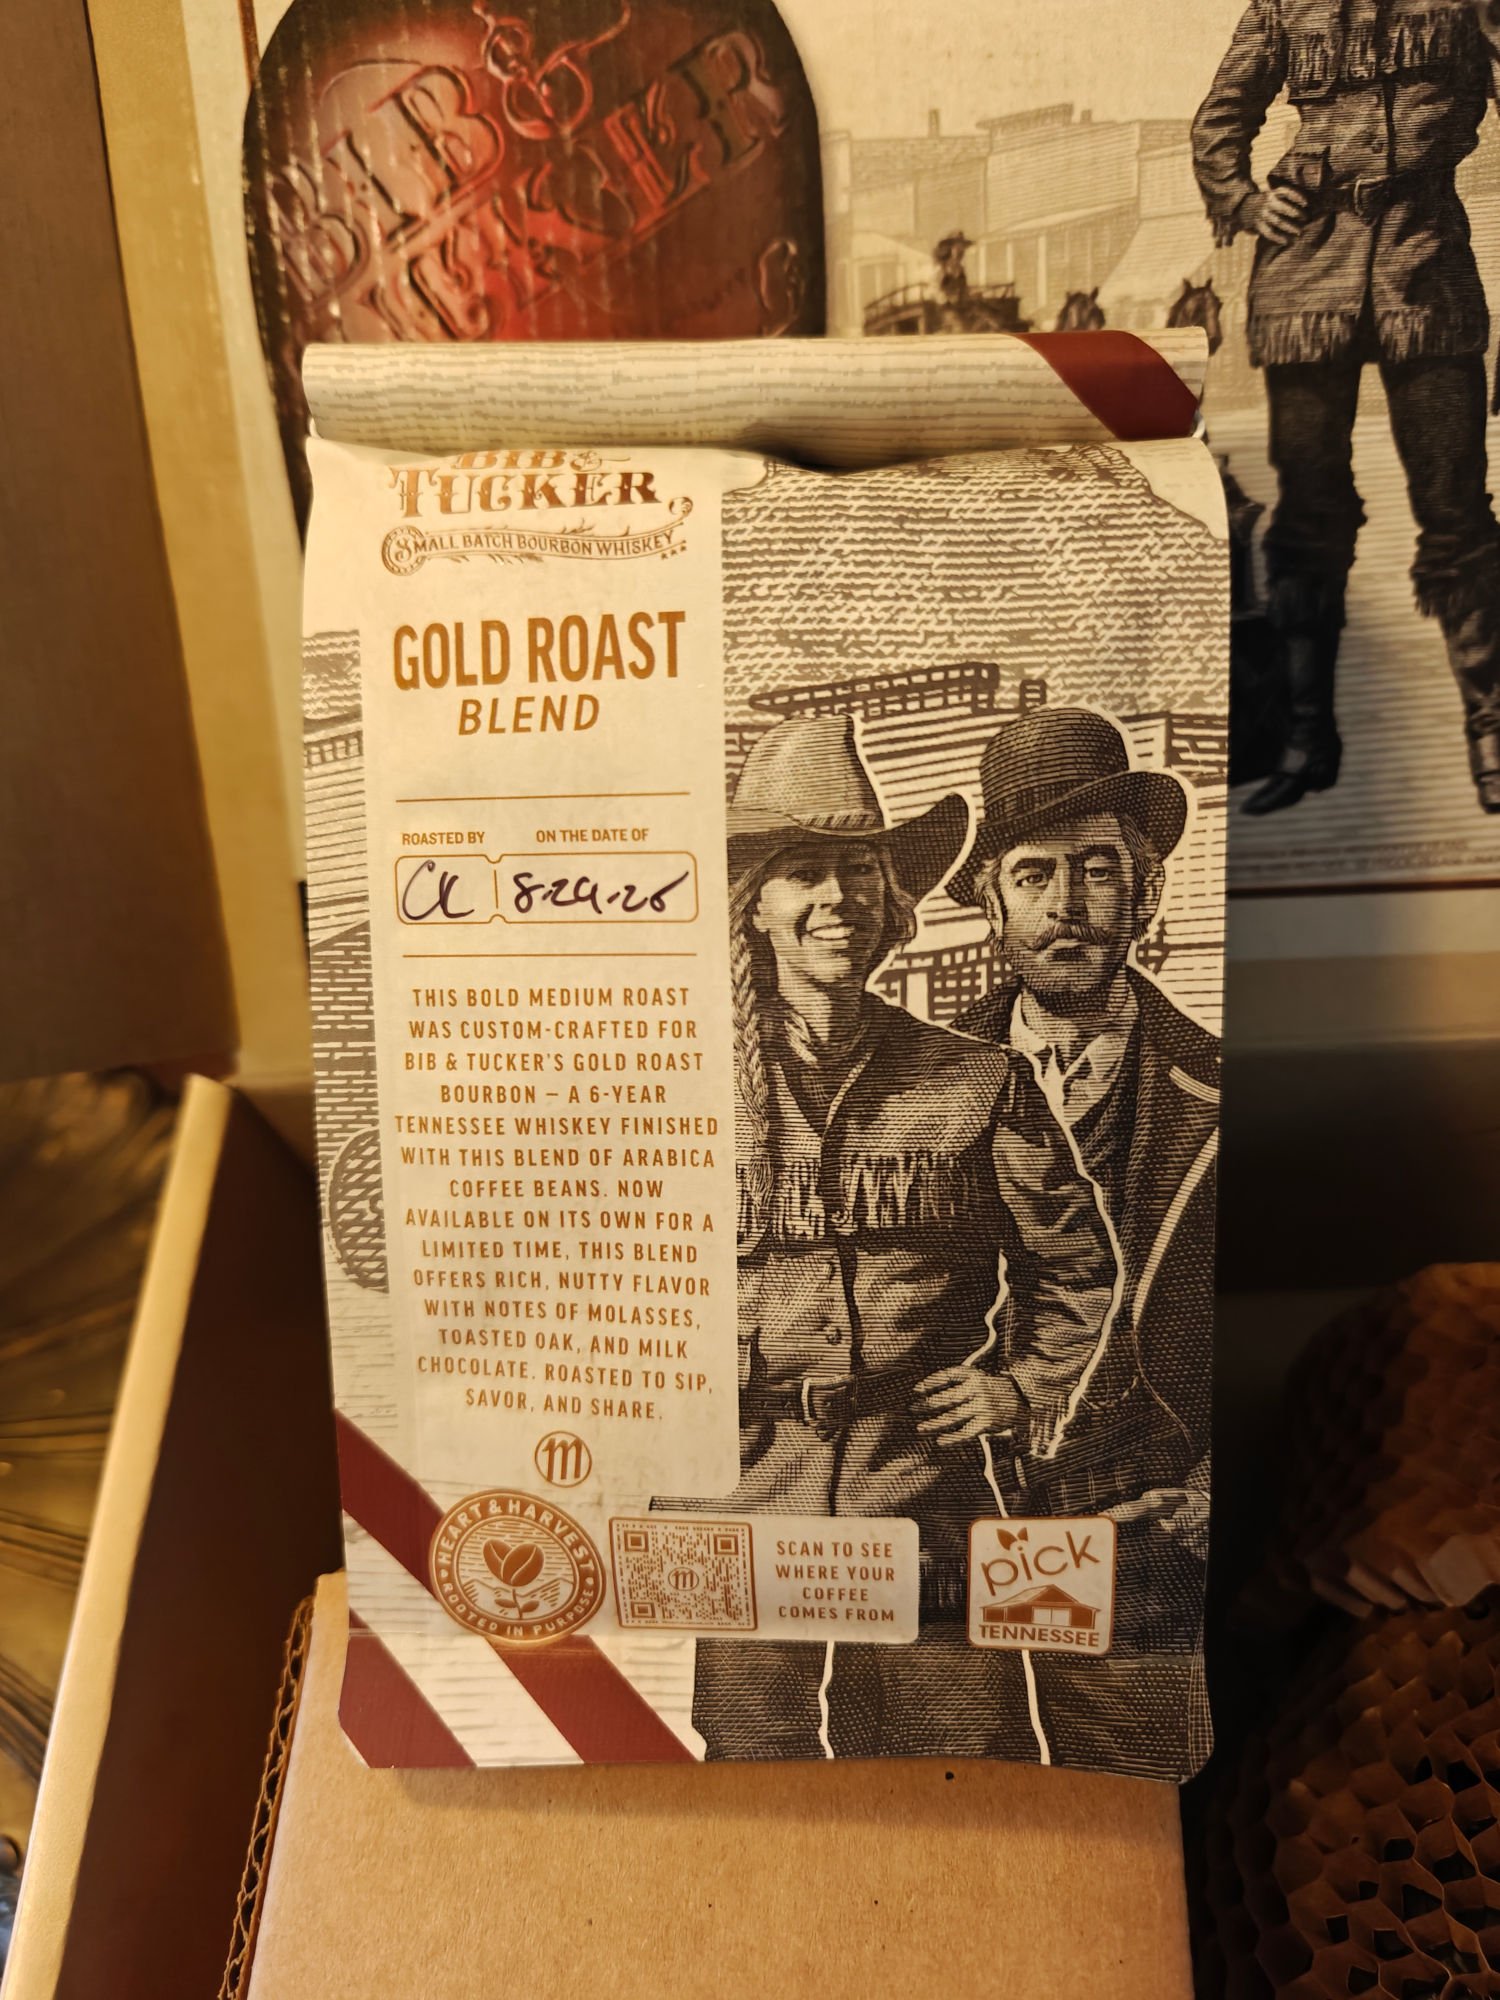 BIB &
TUCKER
BIB &
TUCKER
SMALL BATCH BOURBON WHISKEY
GOLD ROAST
BLEND
ROASTED BY ON THE DATE OF
THIS BOLD MEDIUM ROAST
WAS CUSTOM-CRAFTED FOR
BIB & TUCKER'S GOLD ROAST
BOURBON – A 6-YEAR
TENNESSEE WHISKEY FINISHED
WITH THIS BLEND OF ARABICA
COFFEE BEANS. NOW
AVAILABLE ON ITS OWN FOR A
LIMITED TIME, THIS BLEND
OFFERS RICH, NUTTY FLAVOR
WITH NOTES OF MOLASSES,
TOASTED OAK, AND MILK
CHOCOLATE. ROASTED TO SIP,
SAVOR, AND SHARE.
m
HEART & HARVEST
ROOTED IN PURPOSE
m
SCAN TO SEE
WHERE YOUR
COFFEE
COMES FROM
pick
TENNESSEE